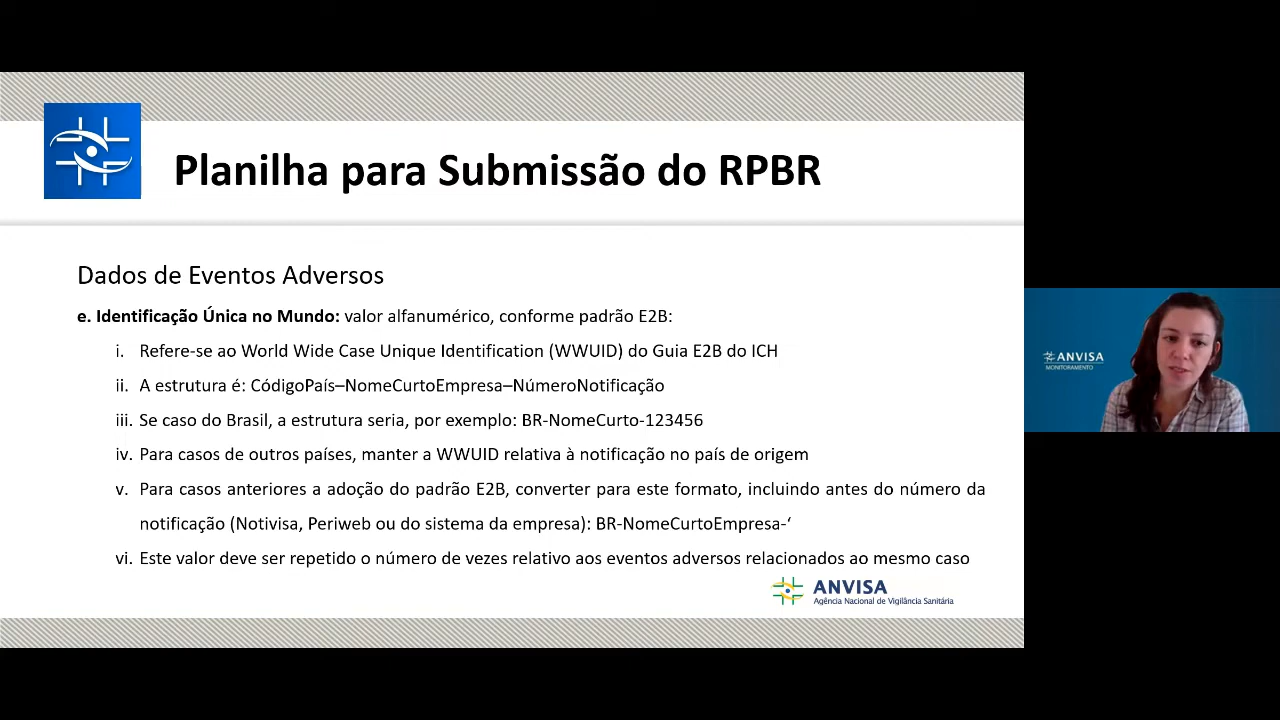 Planilha para Submissão do RPBR
Dados de Eventos Adversos
e. Identificação Única no Mundo: valor alfanumérico, conforme padrão E2B:
i. Refere-se ao World Wide Case Unique Identification (WWUID) do Guia E2B do ICH
ii. A estrutura é: CódigoPaís–NomeCurtoEmpresa–NúmeroNotificação
iii. Se caso do Brasil, a estrutura seria, por exemplo: BR-NomeCurto-123456
iv. Para casos de outros países, manter a WWUID relativa à notificação no país de origem
v. Para casos anteriores a adoção do padrão E2B, converter para este formato, incluindo antes do número da
notificação (Notivisa, Periweb ou do sistema da empresa): BR-NomeCurtoEmpresa-‘
vi. Este valor deve ser repetido o número de vezes relativo aos eventos adversos relacionados ao mesmo caso
ANVISA
Agência Nacional de Vigilância Sanitária
ANVISA
MONITORAMENTO